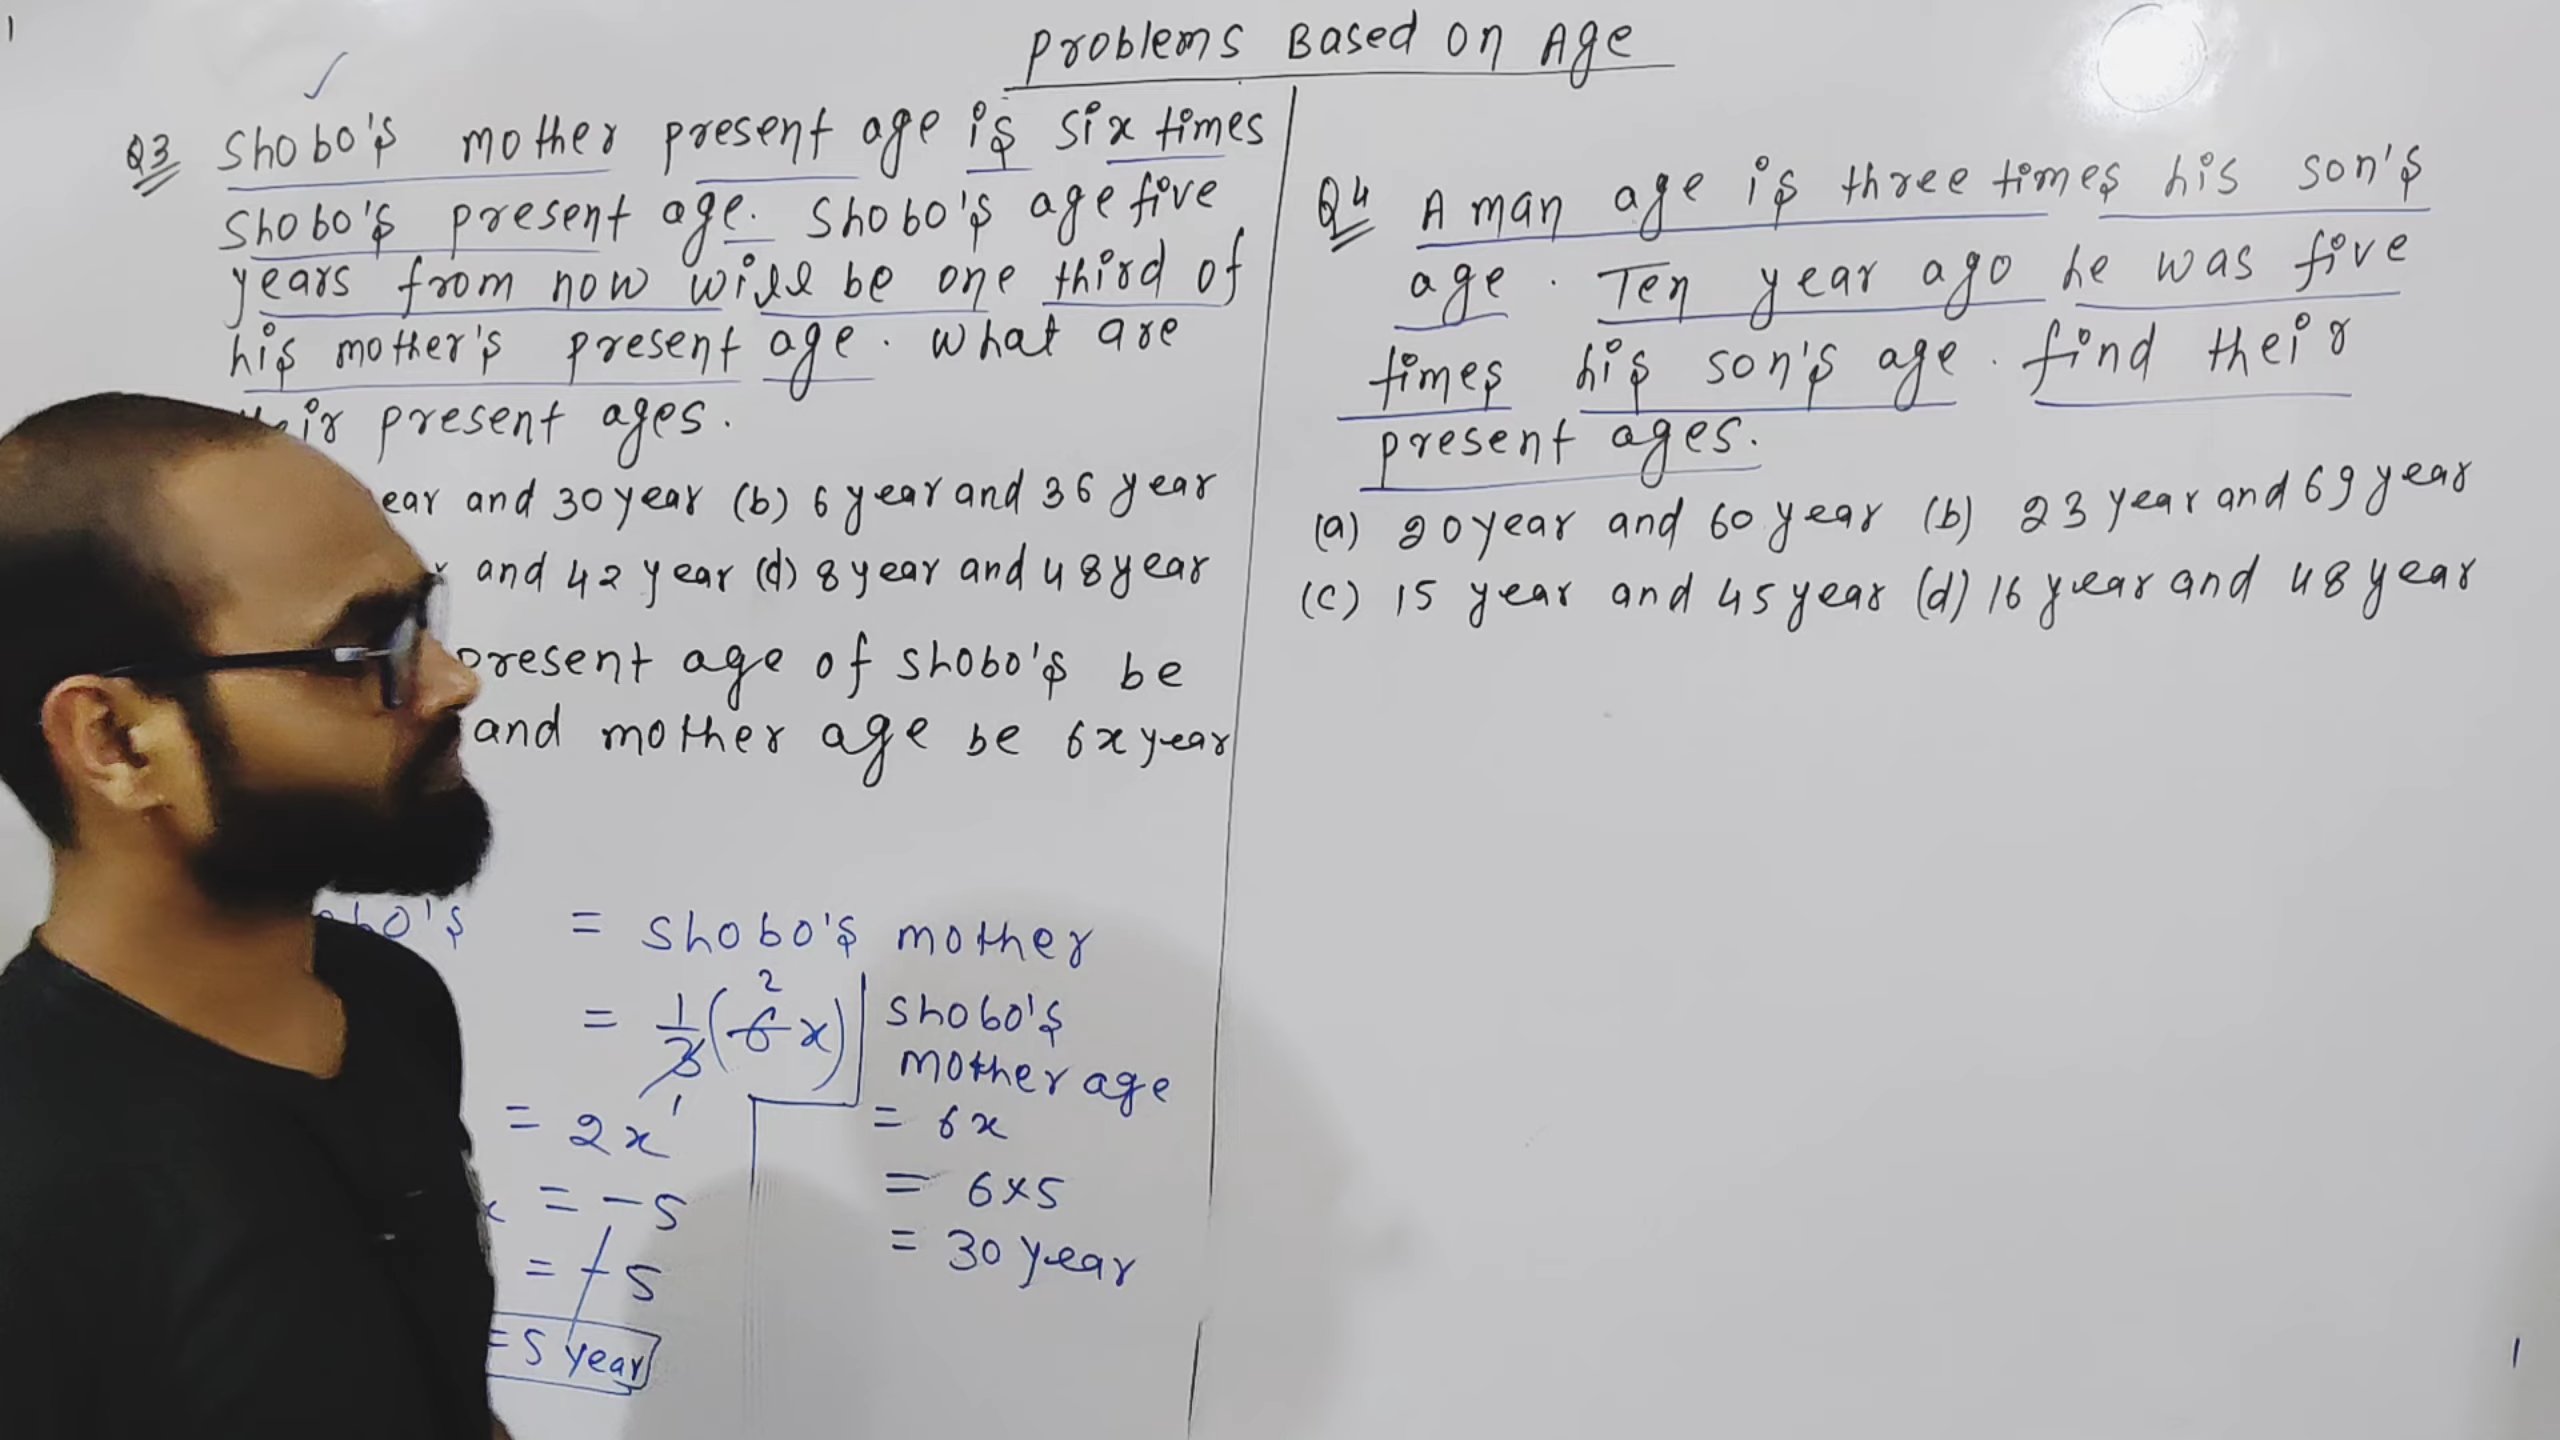 Problems Based on Age
Q3 Shobo's mother present age is six times
Shobo's present age. Shobo's age five
years from now will be one third of
his mother's present age. What are
present ages.
and 30 year (b) 6 year and 36 year
and 42 year (d) 8 year and 48 year
present age of Shobo's be
and mother age be 6x year
= Shobo's mother
= 1/3 (6x) 2
1
= 2x
= -5
= -5
= 5 year
Shobo's
mother age
= 6x
= 6x5
= 30 year
Q4 A man age is three times his son's
age. Ten year ago he was five
times his son's age. find their
present ages.
(a) 20 year and 60 year (b) 23 year and 69 year
(c) 15 year and 45 year (d) 16 year and 48 year